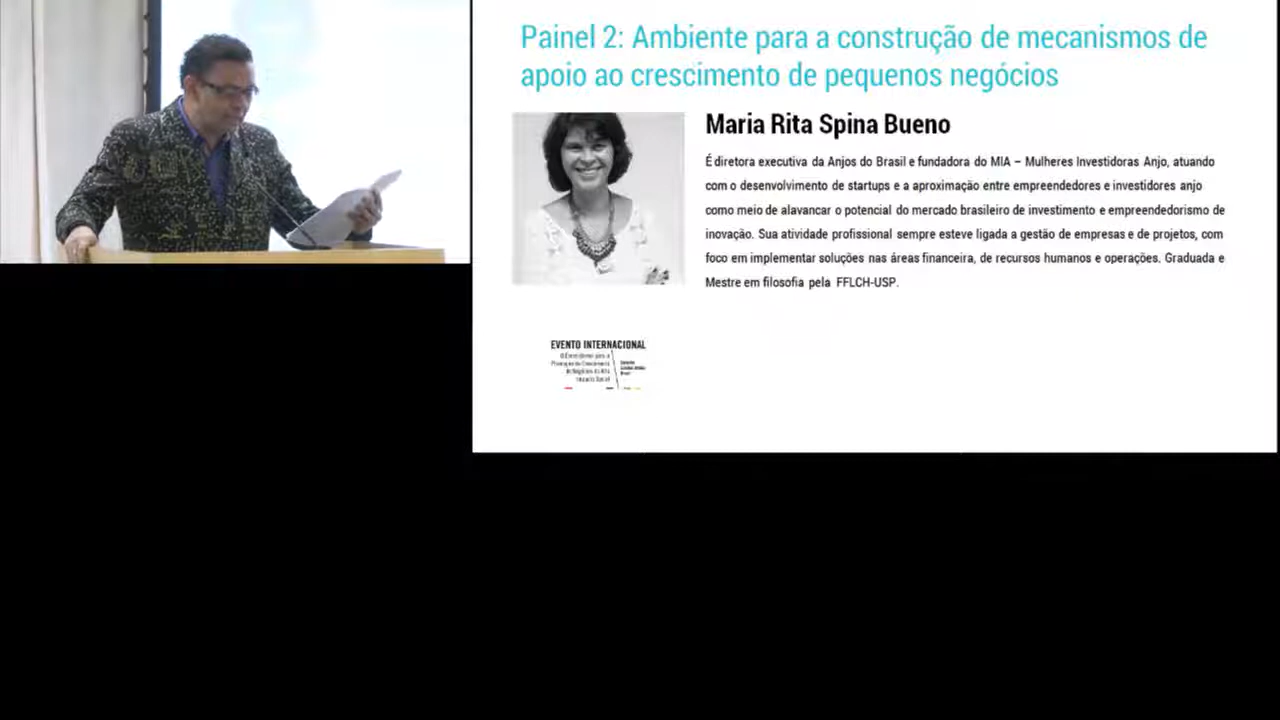 Painel 2: Ambiente para a construção de mecanismos de
apoio ao crescimento de pequenos negócios
Maria Rita Spina Bueno
É diretora executiva da Anjos do Brasil e fundadora do MIA – Mulheres Investidoras Anjo, atuando
com o desenvolvimento de startups e a aproximação entre empreendedores e investidores anjo
como meio de alavancar o potencial do mercado brasileiro de investimento e empreendedorismo de
inovação. Sua atividade profissional sempre esteve ligada a gestão de empresas e de projetos, com
foco em implementar soluções nas áreas financeira, de recursos humanos e operações. Graduada e
Mestre em filosofia pela FFLCH-USP.
EVENTO INTERNACIONAL